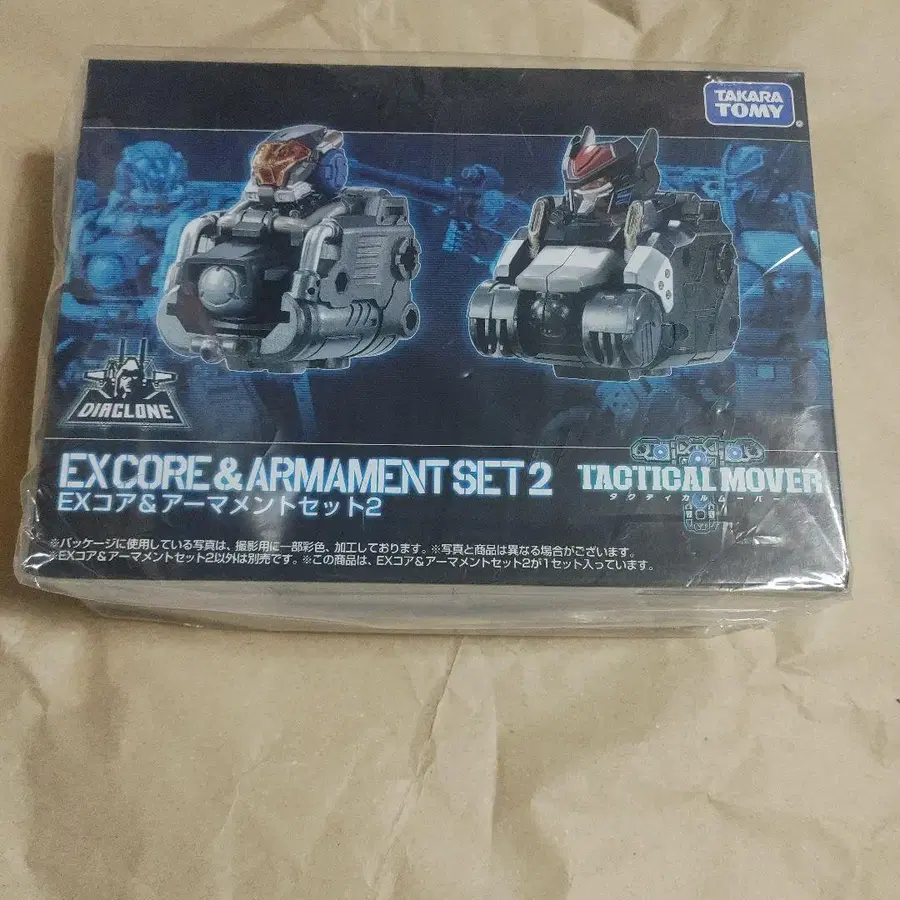 TAKARA
TOMY
DIACLONE
EX CORE & ARMAMENT SET 2
EXコア&アーマメントセット2
TACTICAL MOVER
タクティカルムーバー
※パッケージに使用している写真は、撮影用に一部彩色、加工しております。※写真と商品は異なる場合がございます。
※EXコア&アーマメントセット2以外は別売です。※この商品は、EXコア&アーマメントセット2が1セット入っています。